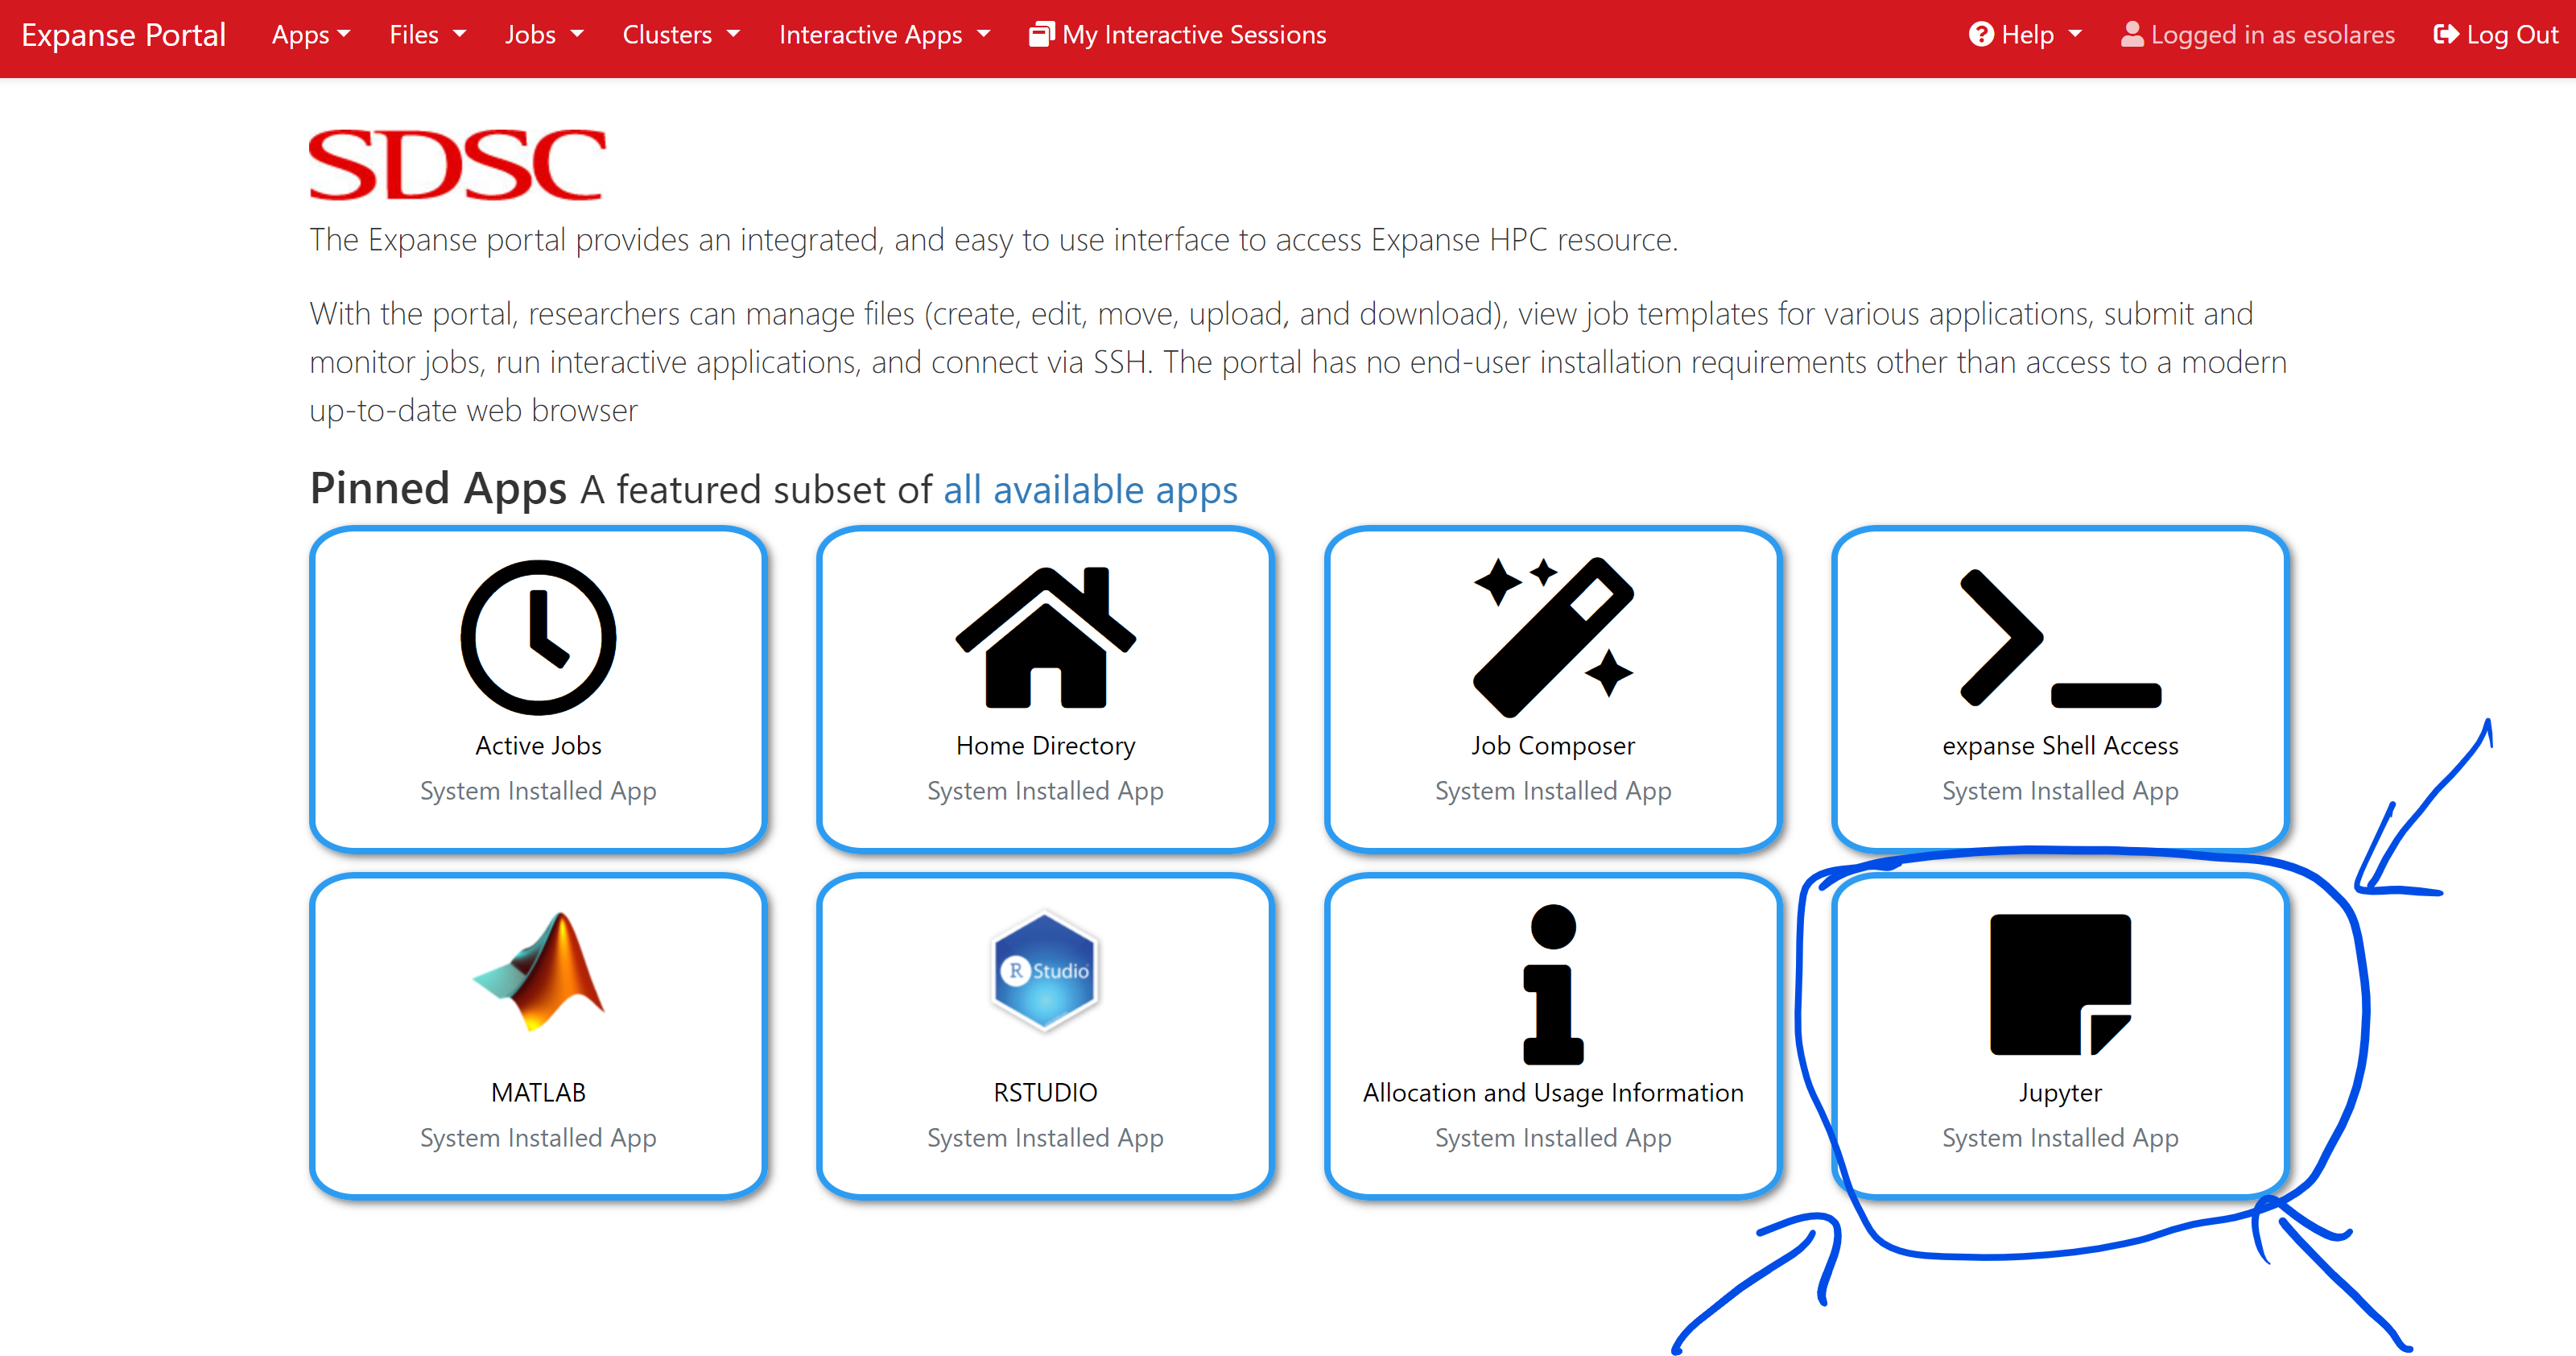 Expanse Portal Apps Files Jobs Clusters Interactive Apps My Interactive Sessions Help Logged in as esolares Log Out
SDSC
The Expanse portal provides an integrated, and easy to use interface to access Expanse HPC resource.
With the portal, researchers can manage files (create, edit, move, upload, and download), view job templates for various applications, submit and
monitor jobs, run interactive applications, and connect via SSH. The portal has no end-user installation requirements other than access to a modern
up-to-date web browser
Pinned Apps A featured subset of all available apps
Active Jobs
System Installed App
Home Directory
System Installed App
Job Composer
System Installed App
expanse Shell Access
System Installed App
MATLAB
System Installed App
R Studio
RSTUDIO
System Installed App
Allocation and Usage Information
System Installed App
Jupyter
System Installed App